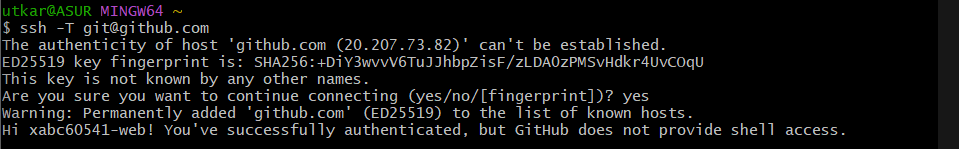 utkar@ASUR MINGW64 ~
$ ssh -T git@github.com
The authenticity of host 'github.com (20.207.73.82)' can't be established.
ED25519 key fingerprint is: SHA256:+DiY3wvvV6TuJJhbpZisF/zLDA0zPMSvHdkr4UvCOqU
This key is not known by any other names.
Are you sure you want to continue connecting (yes/no/[fingerprint])? yes
Warning: Permanently added 'github.com' (ED25519) to the list of known hosts.
Hi xabc60541-web! You've successfully authenticated, but GitHub does not provide shell access.